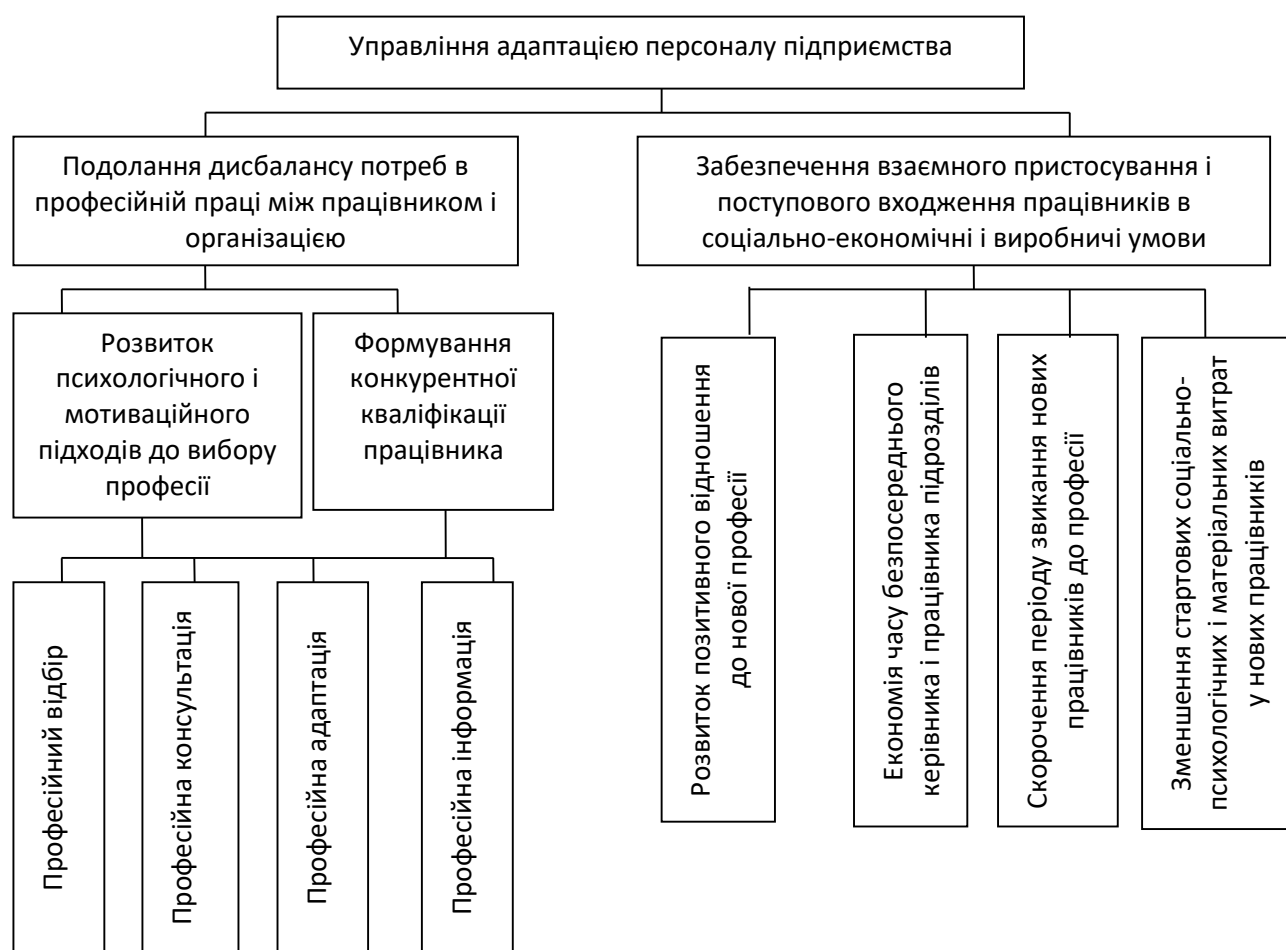 Управління адаптацією персоналу підприємства
Подолання дисбалансу потреб в
професійній праці між працівником і
організацією
Забезпечення взаємного пристосування і
поступового входження працівників в
соціально-економічні і виробничі умови
Розвиток
психологічного і
мотиваційного
підходів до вибору
професії
Формування
конкурентної
кваліфікації
працівника
Професійний відбір
Професійна консультація
Професійна адаптація
Професійна інформація
Розвиток позитивного відношення
до нової професії
Економія часу безпосереднього
керівника і працівника підрозділів
Скорочення періоду звикання нових
працівників до професії
Зменшення стартових соціально-
психологічних і матеріальних витрат
у нових працівників